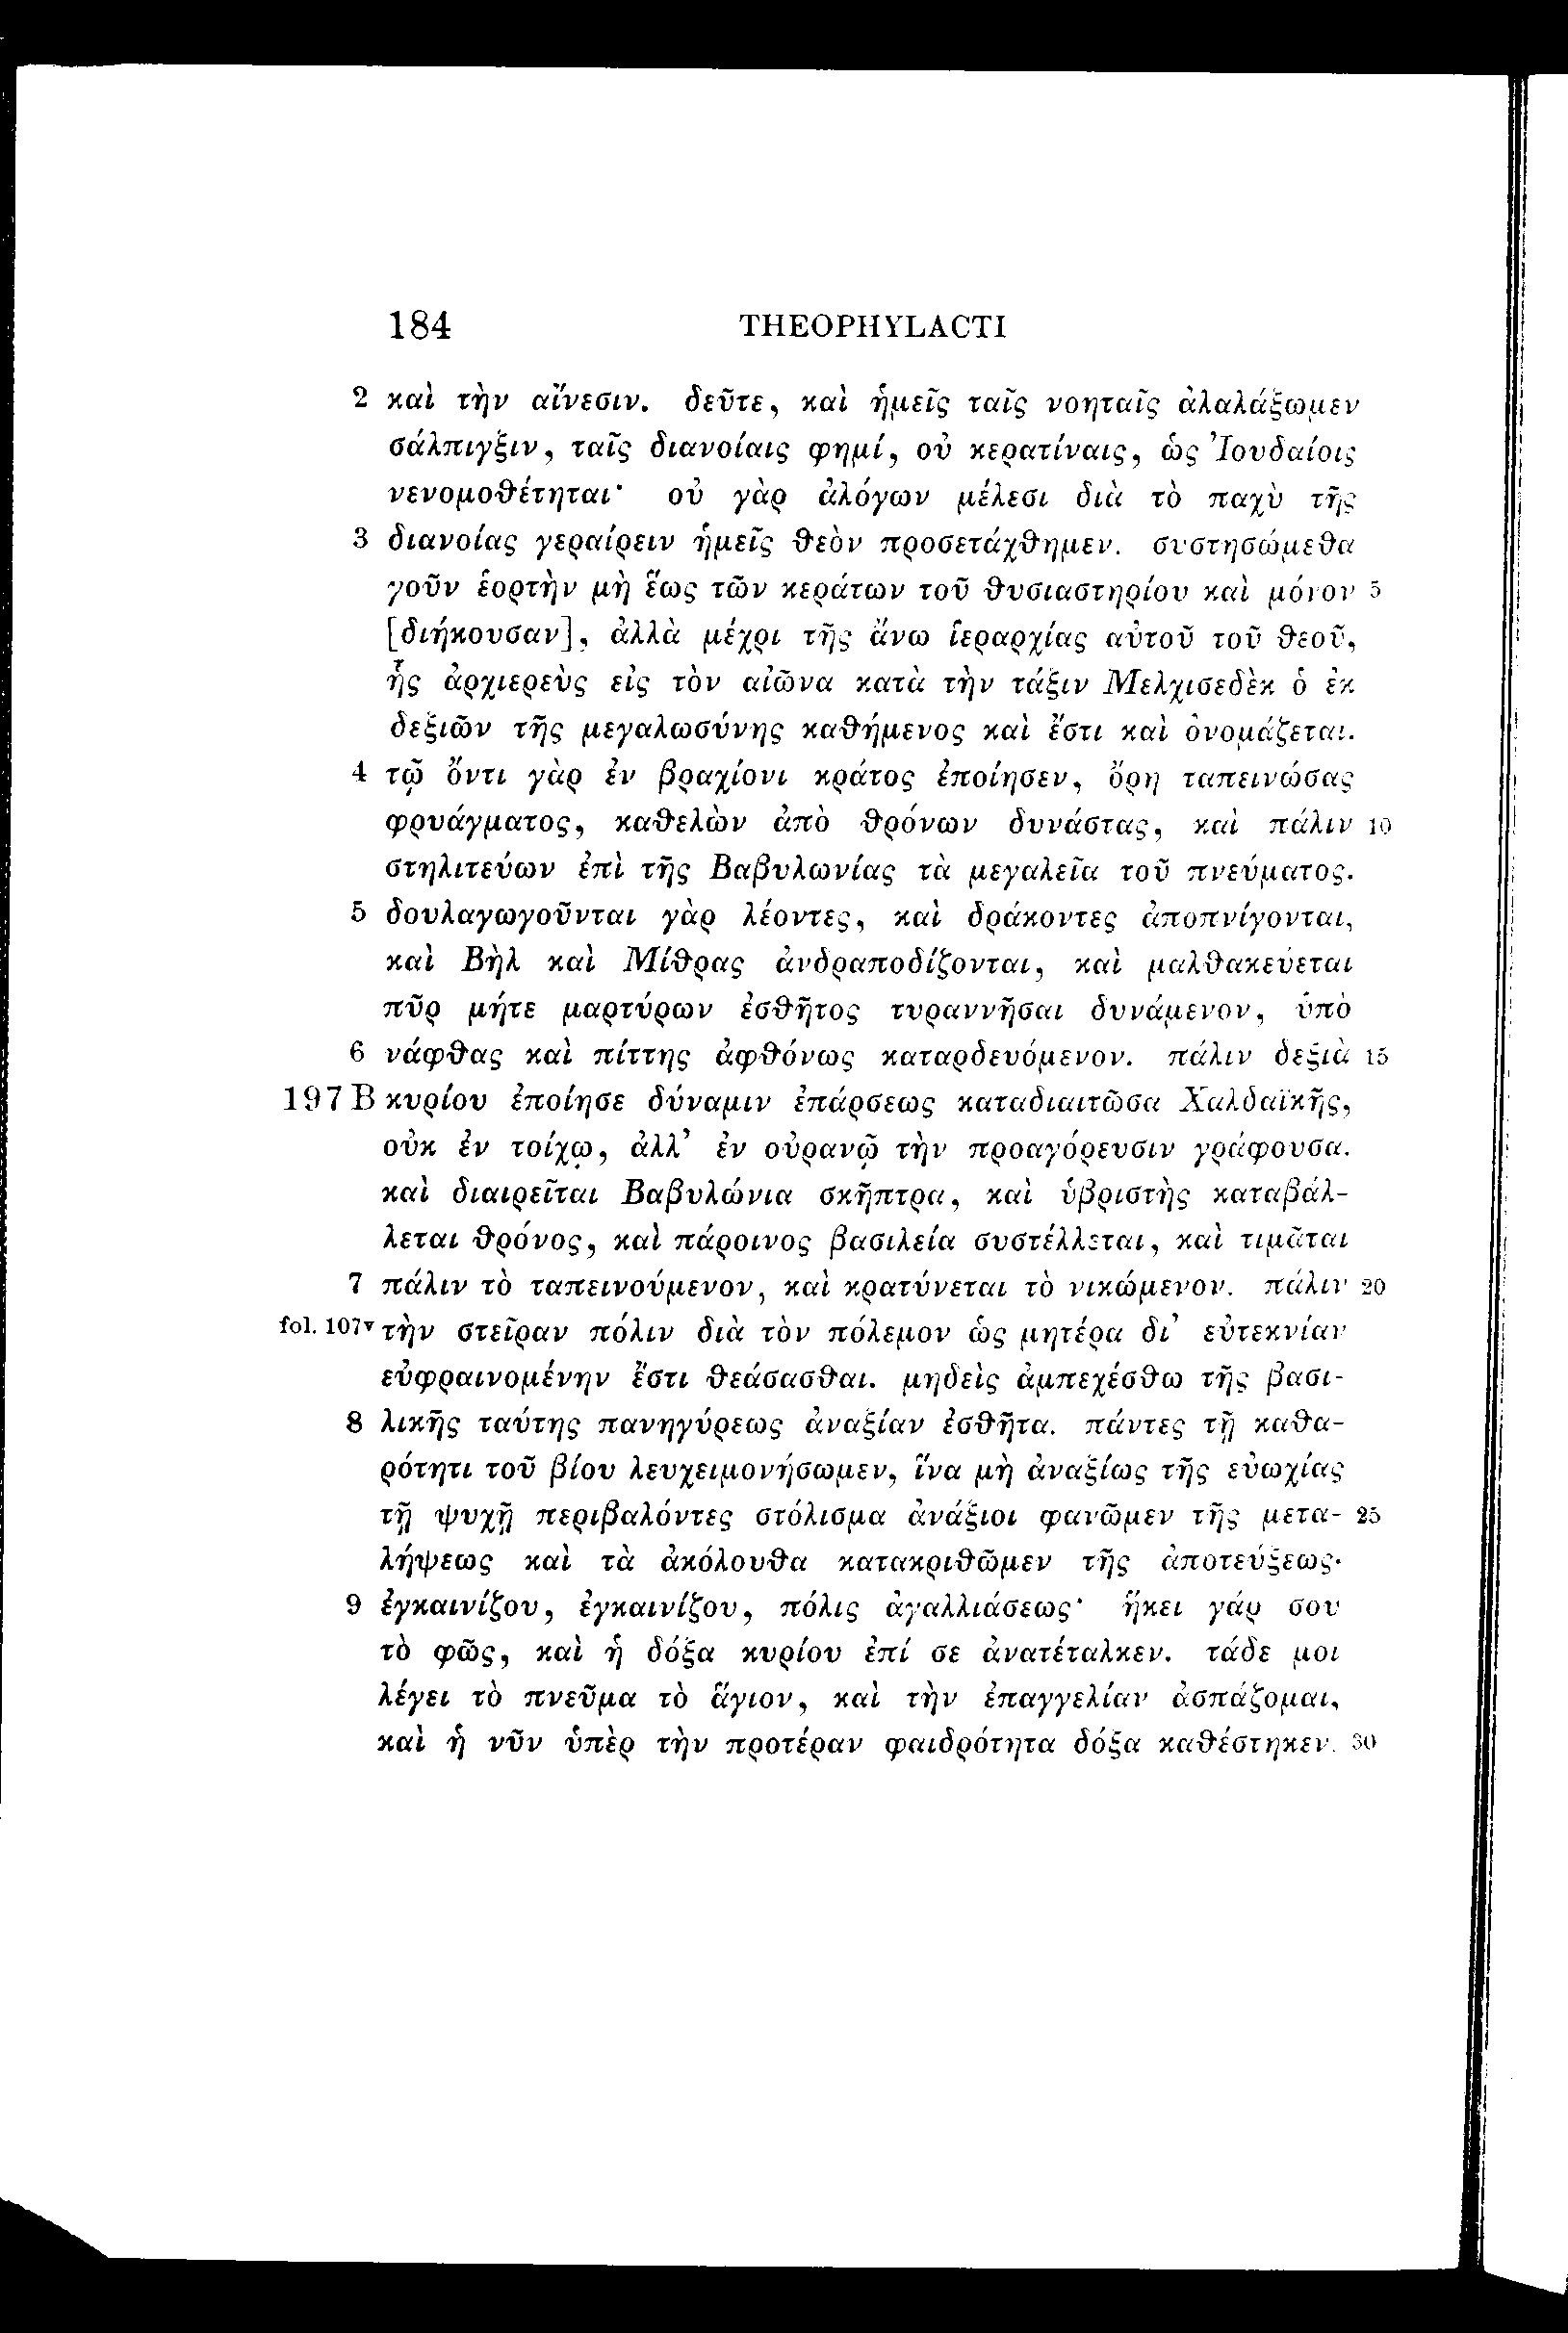 184 THEOPHYLACTI
2 καὶ τὴν αἴνεσιν. δεῦτε, καὶ ἡμεῖς ταῖς νοηταῖς ἀλαλάξωμεν
σάλπιγξιν, ταῖς διανοίαις φημί, οὐ κερατίναις, ὡς Ἰουδαίοις
νενομοθέτηται· οὐ γὰρ ἀλόγων μέλεσι διὰ τὸ παχὺ τῆς
3 διανοίας γεραίρειν ἡμεῖς θεὸν προσετάχθημεν. συστησώμεθα
γοῦν ἑορτὴν μὴ ἕως τῶν κεράτων τοῦ θυσιαστηρίου καὶ μόνον 5
[διήκουσαν], ἀλλὰ μέχρι τῆς ἄνω ἱεραρχίας αὐτοῦ τοῦ θεοῦ,
ἧς ἀρχιερεὺς εἰς τὸν αἰῶνα κατὰ τὴν τάξιν Μελχισεδὲκ ὁ ἐκ
δεξιῶν τῆς μεγαλωσύνης καθήμενος καὶ ἔστι καὶ ὀνομάζεται.
4 τῷ ὄντι γὰρ ἐν βραχίονι κράτος ἐποίησεν, ὄρη ταπεινώσας
φρυάγματος, καθελὼν ἀπὸ θρόνων δυνάστας, καὶ πάλιν 10
στηλιτεύων ἐπὶ τῆς Βαβυλωνίας τὰ μεγαλεῖα τοῦ πνεύματος.
5 δουλαγωγοῦνται γὰρ λέοντες, καὶ δράκοντες ἀποπνίγονται,
καὶ Βὴλ καὶ Μίθρας ἀνδραποδίζονται, καὶ μαλθακεύεται
πῦρ μήτε μαρτύρων ἐσθῆτος τυραννῆσαι δυνάμενον, ὑπὸ
6 νάφθας καὶ πίττης ἀφθόνως καταρδευόμενον. πάλιν δεξιὰ 15
197 B κυρίου ἐποίησε δύναμιν ἐπάρσεως καταδιαιτῶσα Χαλδαϊκῆς,
οὐκ ἐν τοίχῳ, ἀλλ’ ἐν οὐρανῷ τὴν προαγόρευσιν γράφουσα.
καὶ διαιρεῖται Βαβυλώνια σκῆπτρα, καὶ ὑβριστὴς καταβάλ-
λεται θρόνος, καὶ πάροινος βασιλεία συστέλλεται, καὶ τιμᾶται
7 πάλιν τὸ ταπεινούμενον, καὶ κρατύνεται τὸ νικώμενον. πάλιν 20
fol. 107v τὴν στεῖραν πόλιν διὰ τὸν πόλεμον ὡς μητέρα δι’ εὐτεκνίαν
εὐφραινομένην ἔστι θεάσασθαι. μηδεὶς ἀμπεχέσθω τῆς βασι-
8 λικῆς ταύτης πανηγύρεως ἀναξίαν ἐσθῆτα. πάντες τῇ καθα-
ρότητι τοῦ βίου λευχειμονήσωμεν, ἵνα μὴ ἀναξίως τῆς εὐωχίας
τῇ ψυχῇ περιβαλόντες στόλισμα ἀνάξιοι φανῶμεν τῆς μετα- 25
λήψεως καὶ τὰ ἀκόλουθα κατακριθῶμεν τῆς ἀποτεύξεως·
9 ἐγκαινίζου, ἐγκαινίζου, πόλις ἀγαλλιάσεως· ἥκει γάρ σου
τὸ φῶς, καὶ ἡ δόξα κυρίου ἐπί σε ἀνατέταλκεν. τάδε μοι
λέγει τὸ πνεῦμα τὸ ἅγιον, καὶ τὴν ἐπαγγελίαν ἀσπάζομαι,
καὶ ἡ νῦν ὑπὲρ τὴν προτέραν φαιδρότητα δόξα καθέστηκεν. 30